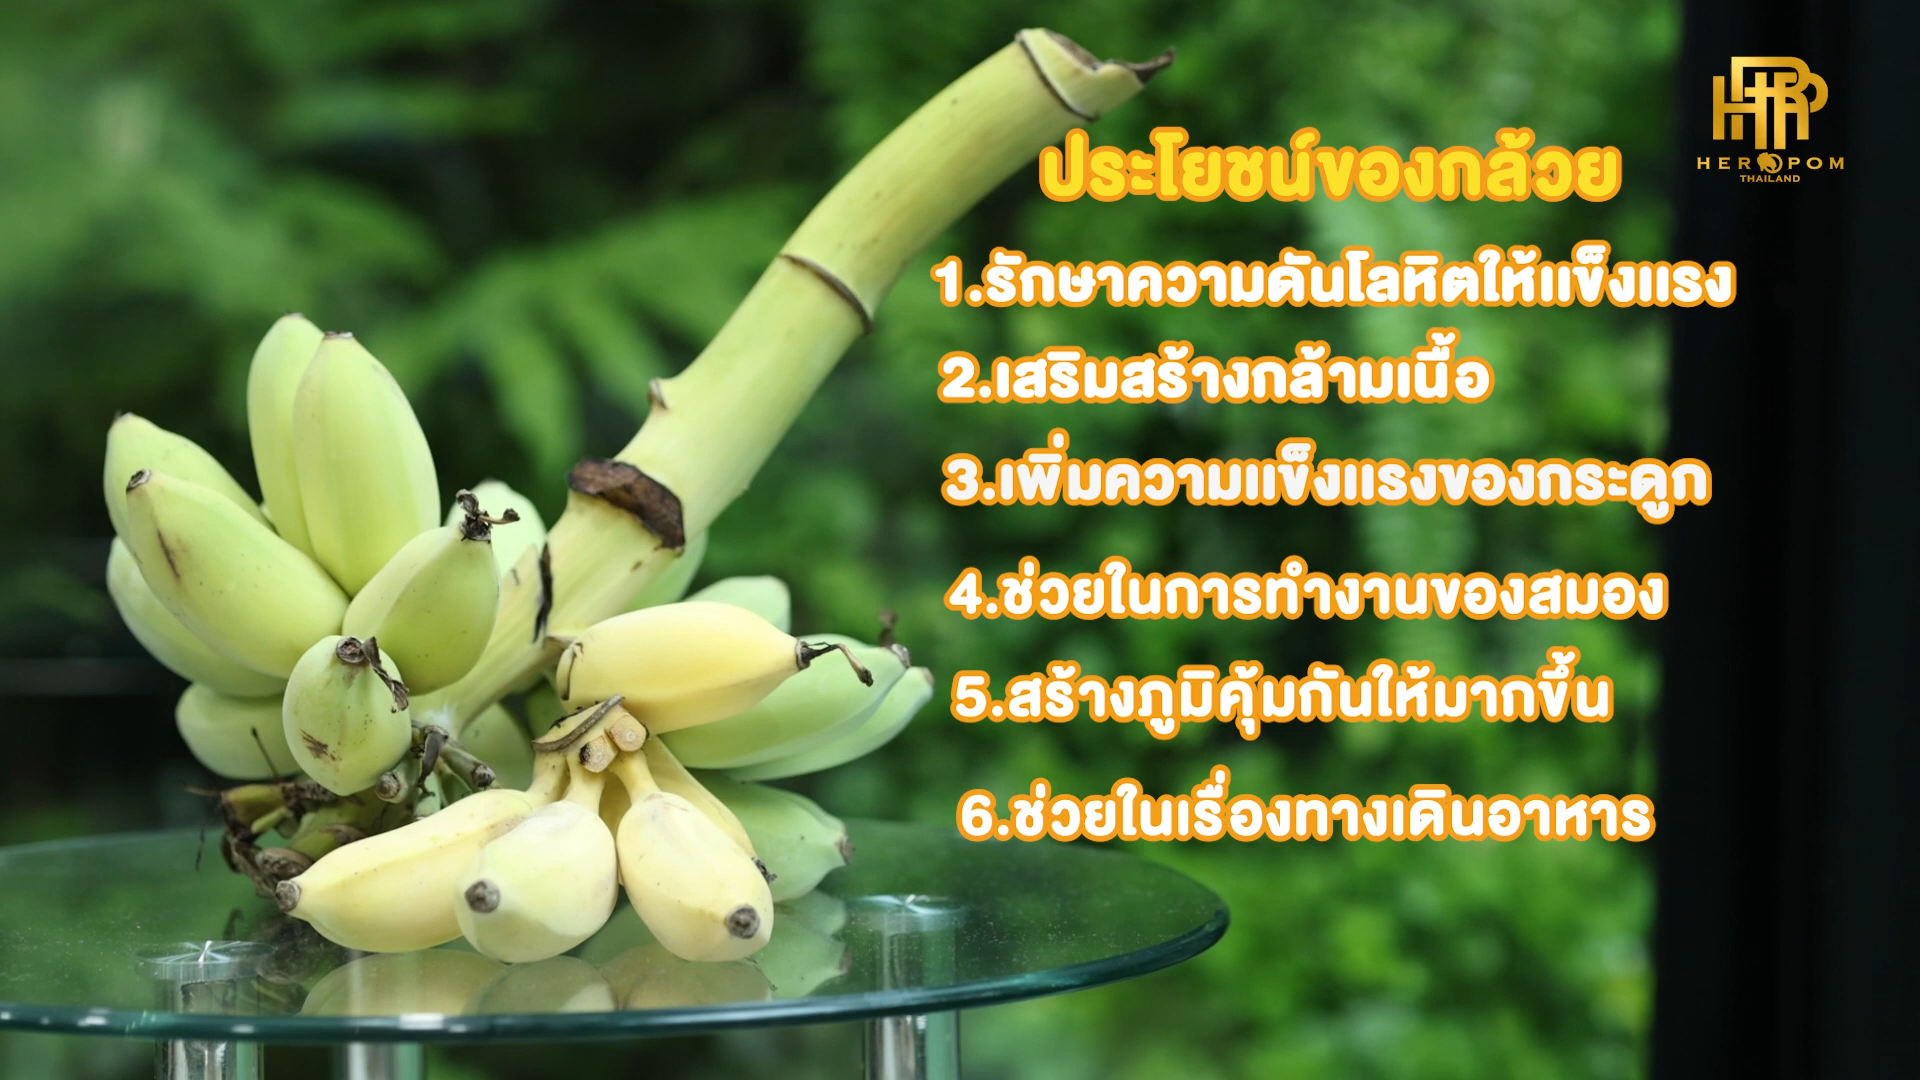 HEROPOM
THAILAND
ประโยชน์ของกล้วย
1.รักษาความดันโลหิตให้แข็งแรง
2.เสริมสร้างกล้ามเนื้อ
3.เพิ่มความแข็งแรงของกระดูก
4.ช่วยในการทำงานของสมอง
5.สร้างภูมิคุ้มกันให้มากขึ้น
6.ช่วยในเรื่องทางเดินอาหาร